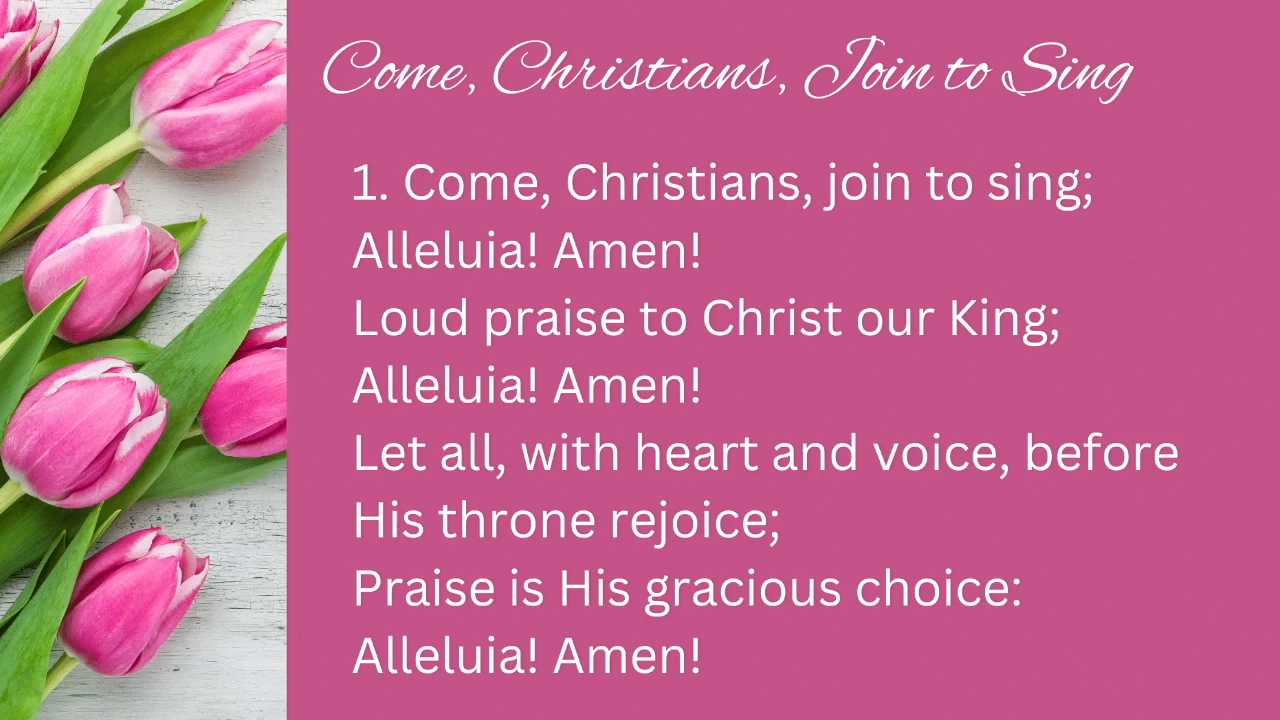 Come, Christians, Join to Sing
1. Come, Christians, join to sing;
Alleluia! Amen!
Loud praise to Christ our King;
Alleluia! Amen!
Let all, with heart and voice, before
His throne rejoice;
Praise is His gracious choice:
Alleluia! Amen!